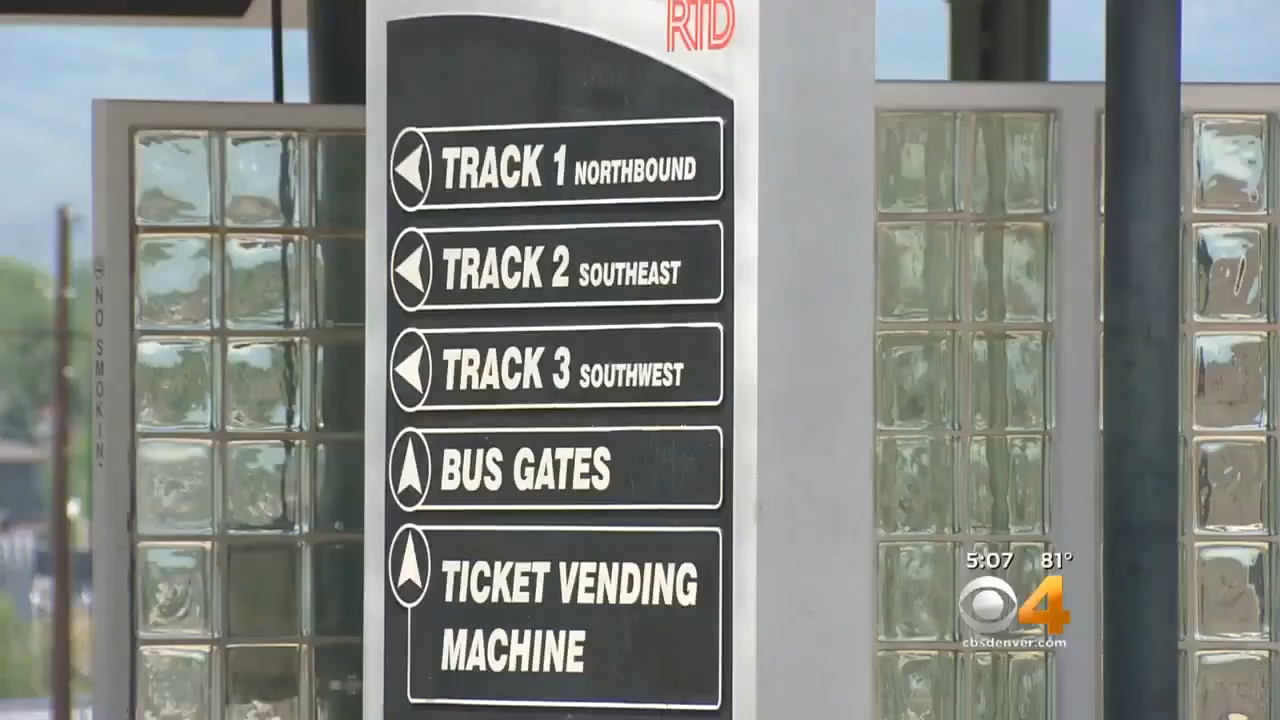 RTD
TRACK 1 NORTHBOUND
TRACK 2 SOUTHEAST
TRACK 3 SOUTHWEST
BUS GATES
TICKET VENDING
MACHINE
NO SMOKIN
5:07 81°
4
cbsdenver.com